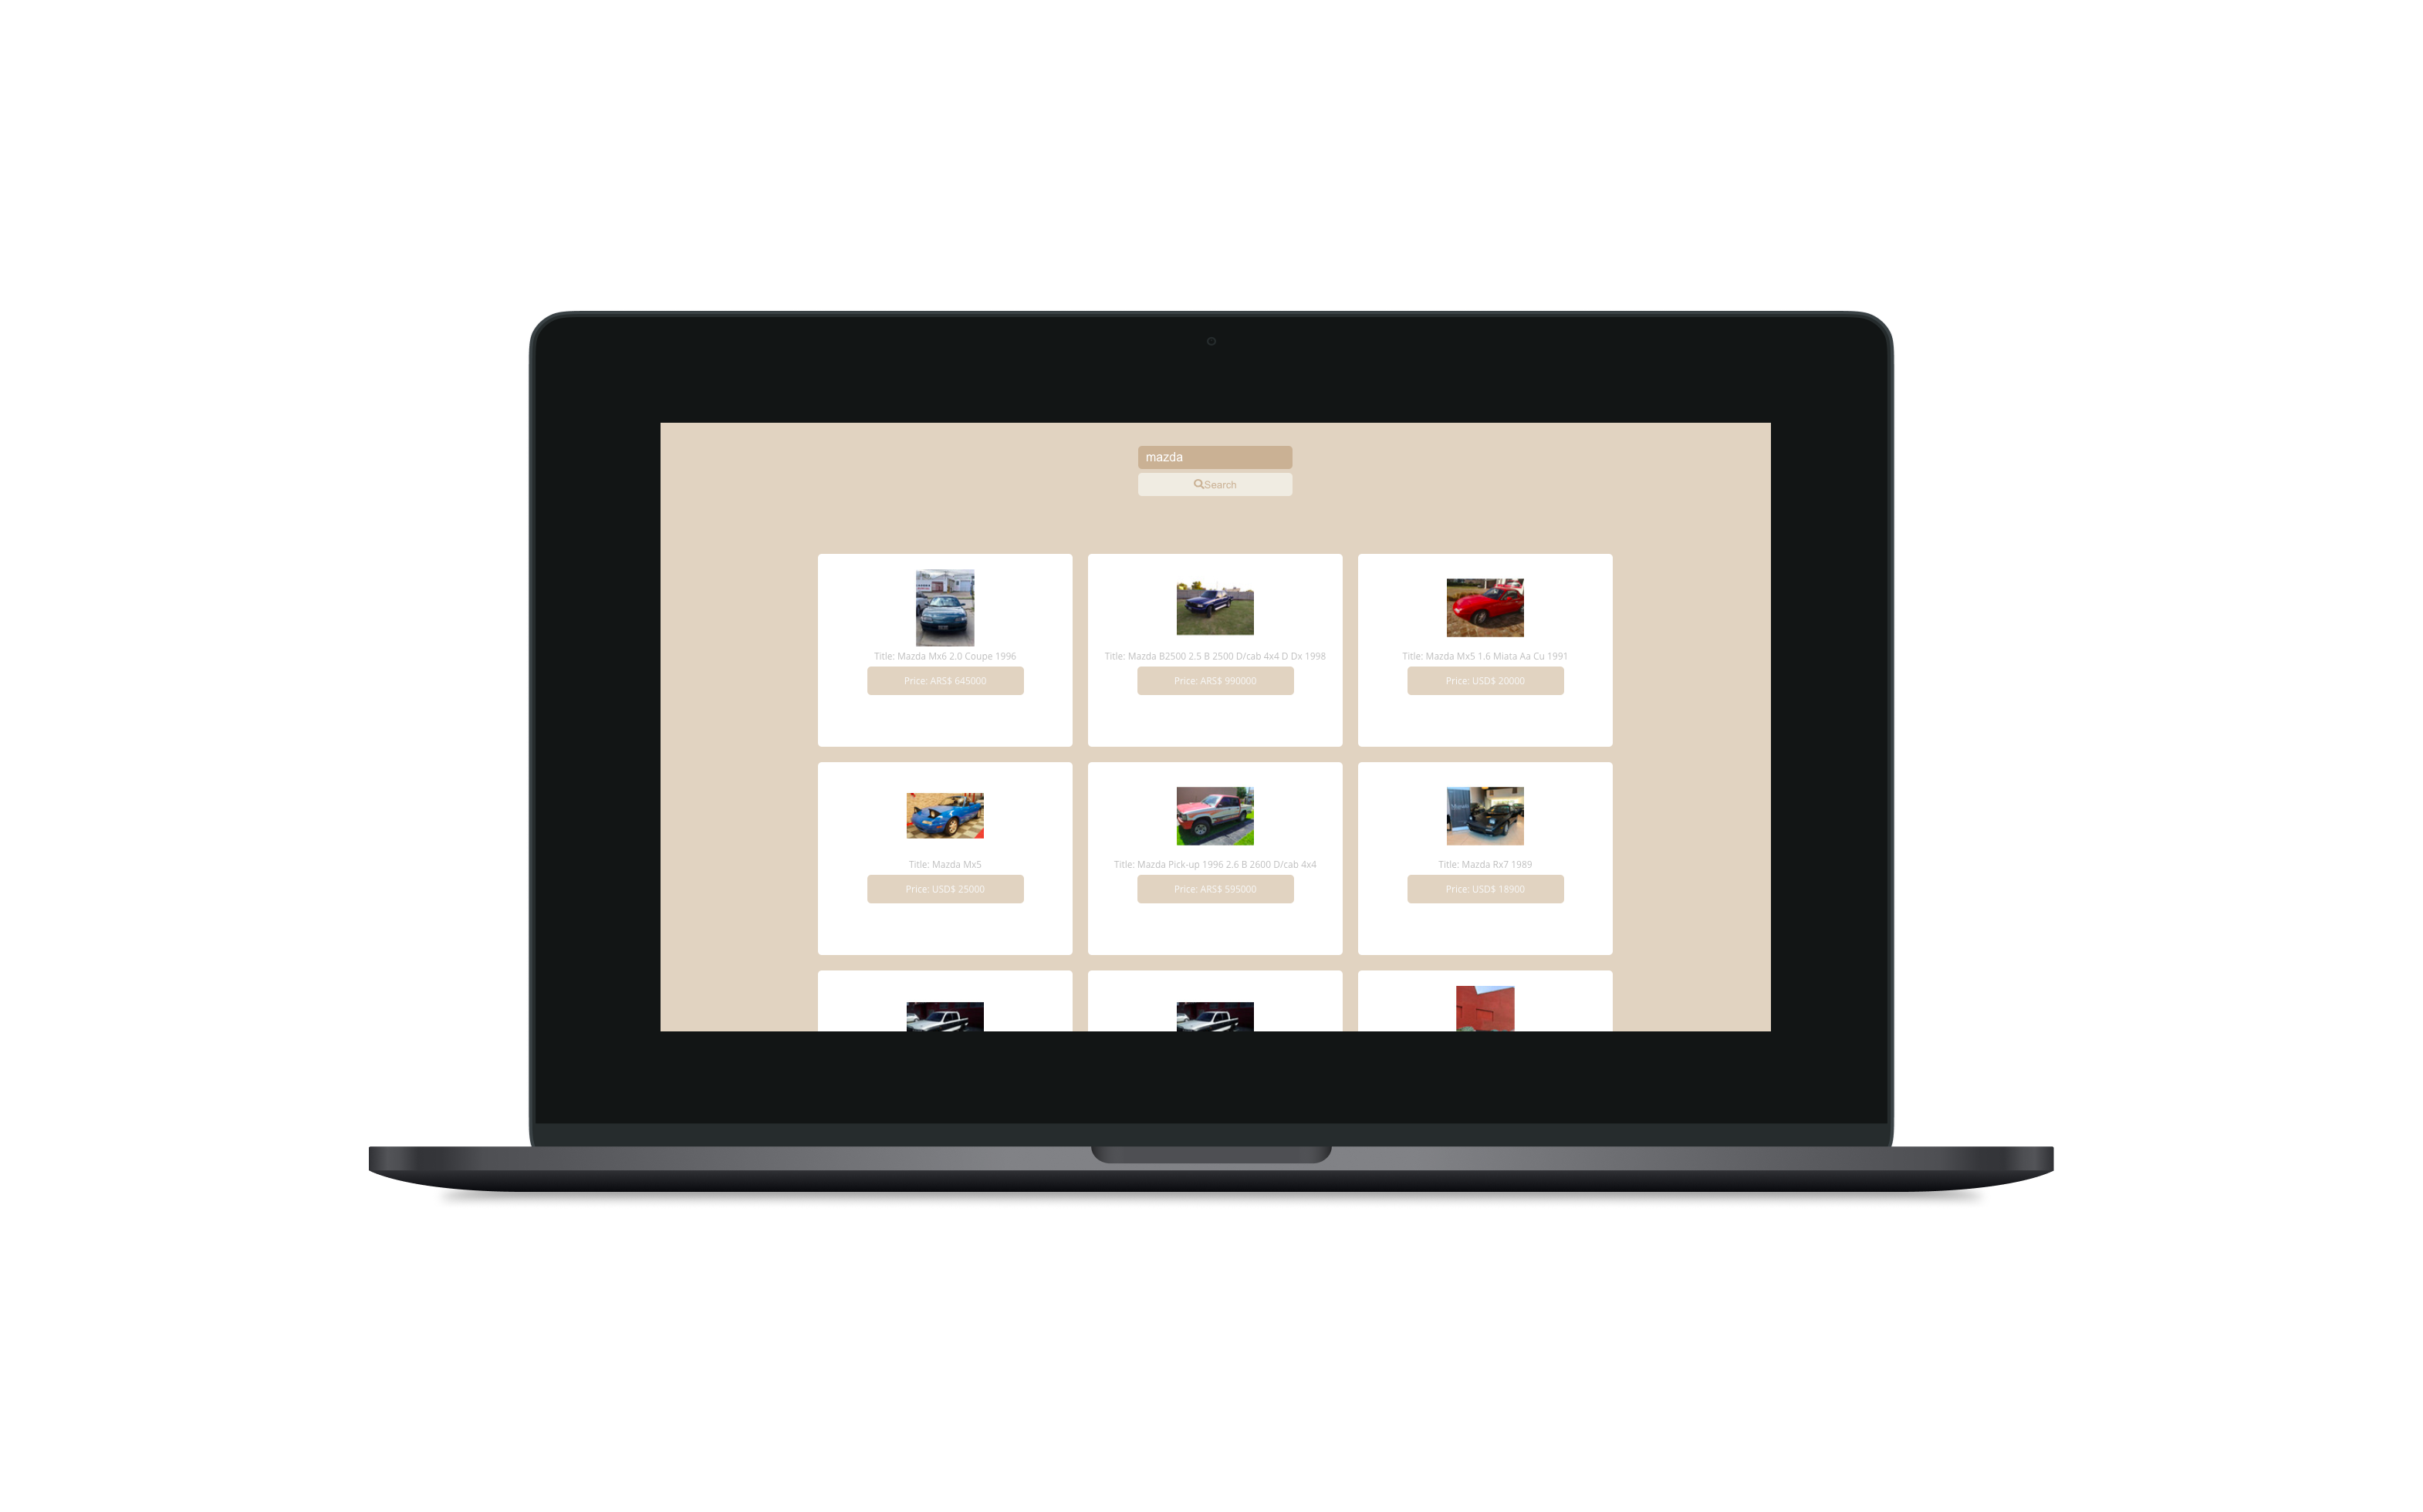 mazda
Search
Title: Mazda Mx6 2.0 Coupe 1996
Price: ARS$ 645000
Title: Mazda B2500 2.5 B 2500 D/cab 4x4 D Dx 1998
Price: ARS$ 990000
Title: Mazda Mx5 1.6 Miata Aa Cu 1991
Price: USD$ 20000
Title: Mazda Mx5
Price: USD$ 25000
Title: Mazda Pick-up 1996 2.6 B 2600 D/cab 4x4
Price: ARS$ 595000
Title: Mazda Rx7 1989
Price: USD$ 18900